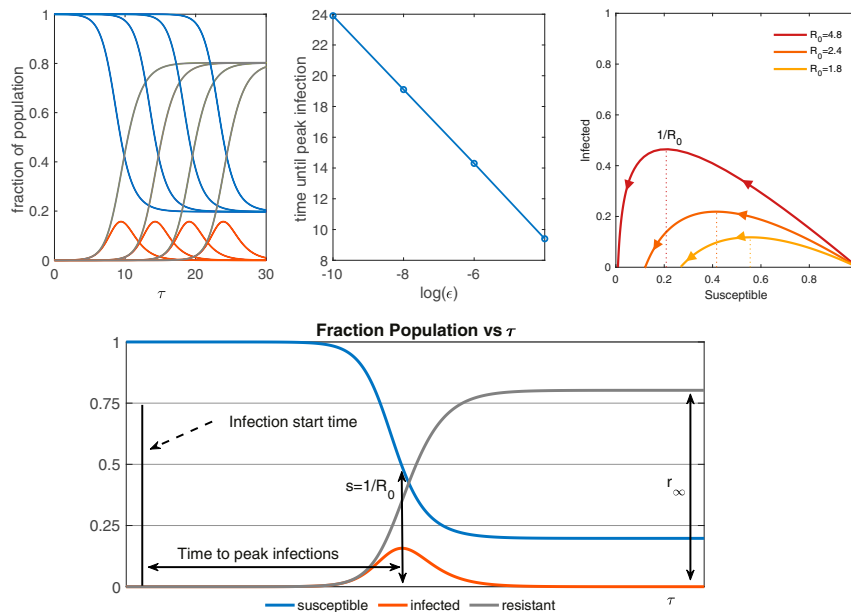 fraction of population
1
0.8
0.6
0.4
0.2
0
0
10
20
30
τ
time until peak infection
24
22
20
18
16
14
12
10
8
-10
-8
-6
log(ϵ)
Infected
1
0.8
0.6
0.4
0.2
0
0
0.2
0.4
0.6
0.8
Susceptible
R0=4.8
R0=2.4
R0=1.8
1/R0
Fraction Population vs τ
1
0.75
0.5
0.25
0
Infection start time
s=1/R0
r∞
Time to peak infections
τ
susceptible infected resistant